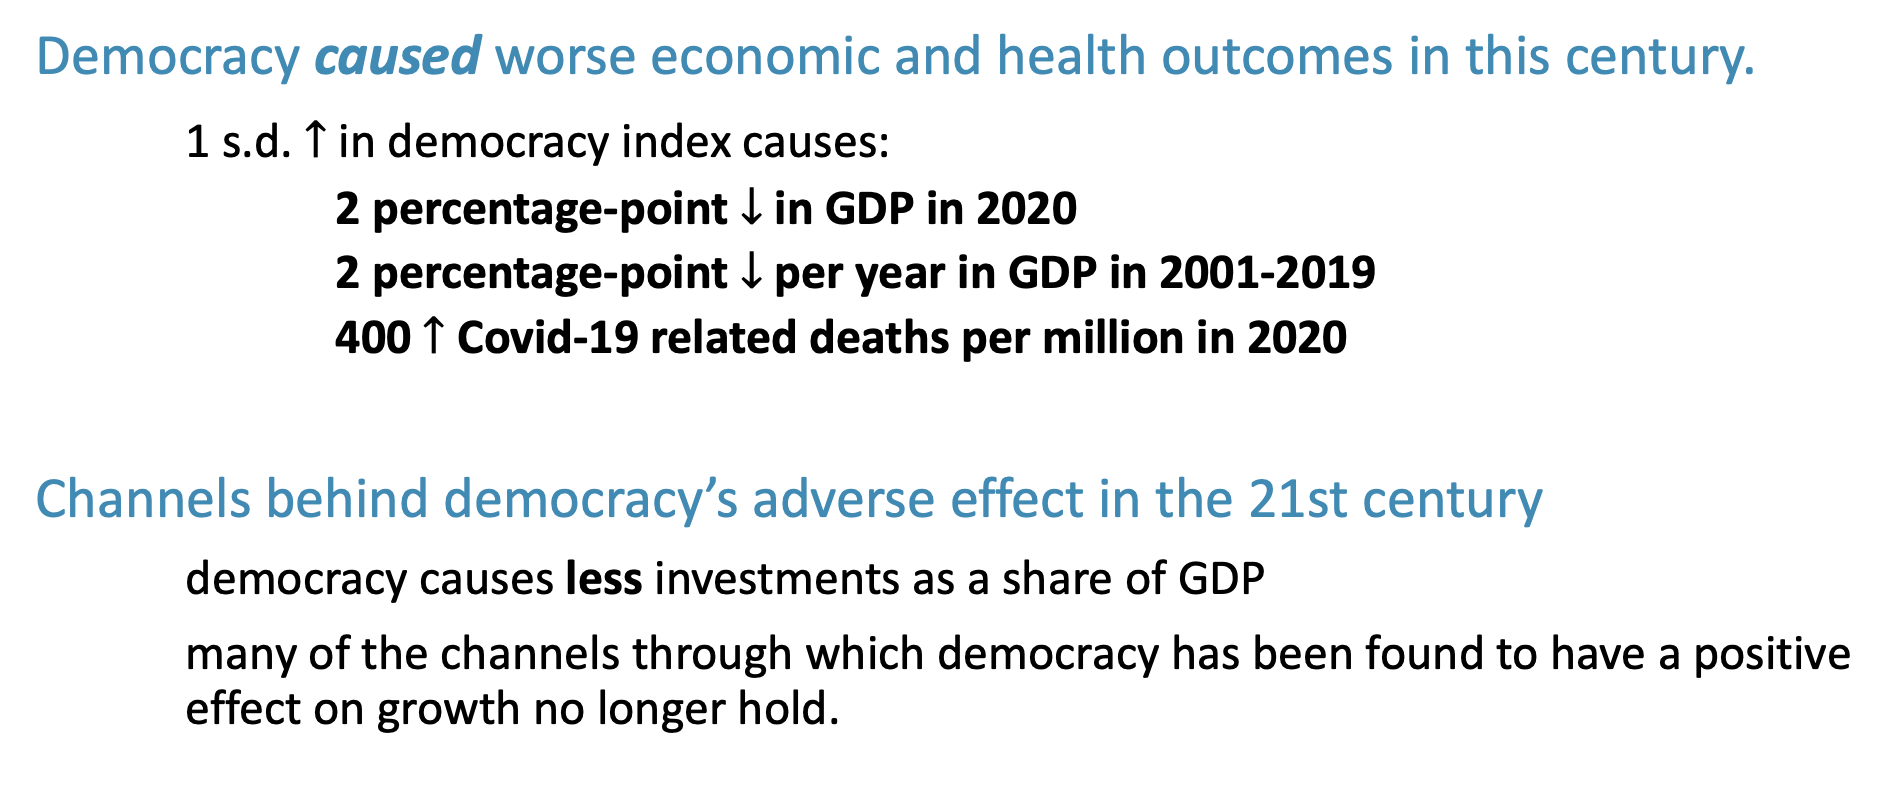 Democracy caused worse economic and health outcomes in this century.
1 s.d. ↑ in democracy index causes:
2 percentage-point ↓ in GDP in 2020
2 percentage-point ↓ per year in GDP in 2001-2019
400 ↑ Covid-19 related deaths per million in 2020
Channels behind democracy’s adverse effect in the 21st century
democracy causes less investments as a share of GDP
many of the channels through which democracy has been found to have a positive
effect on growth no longer hold.